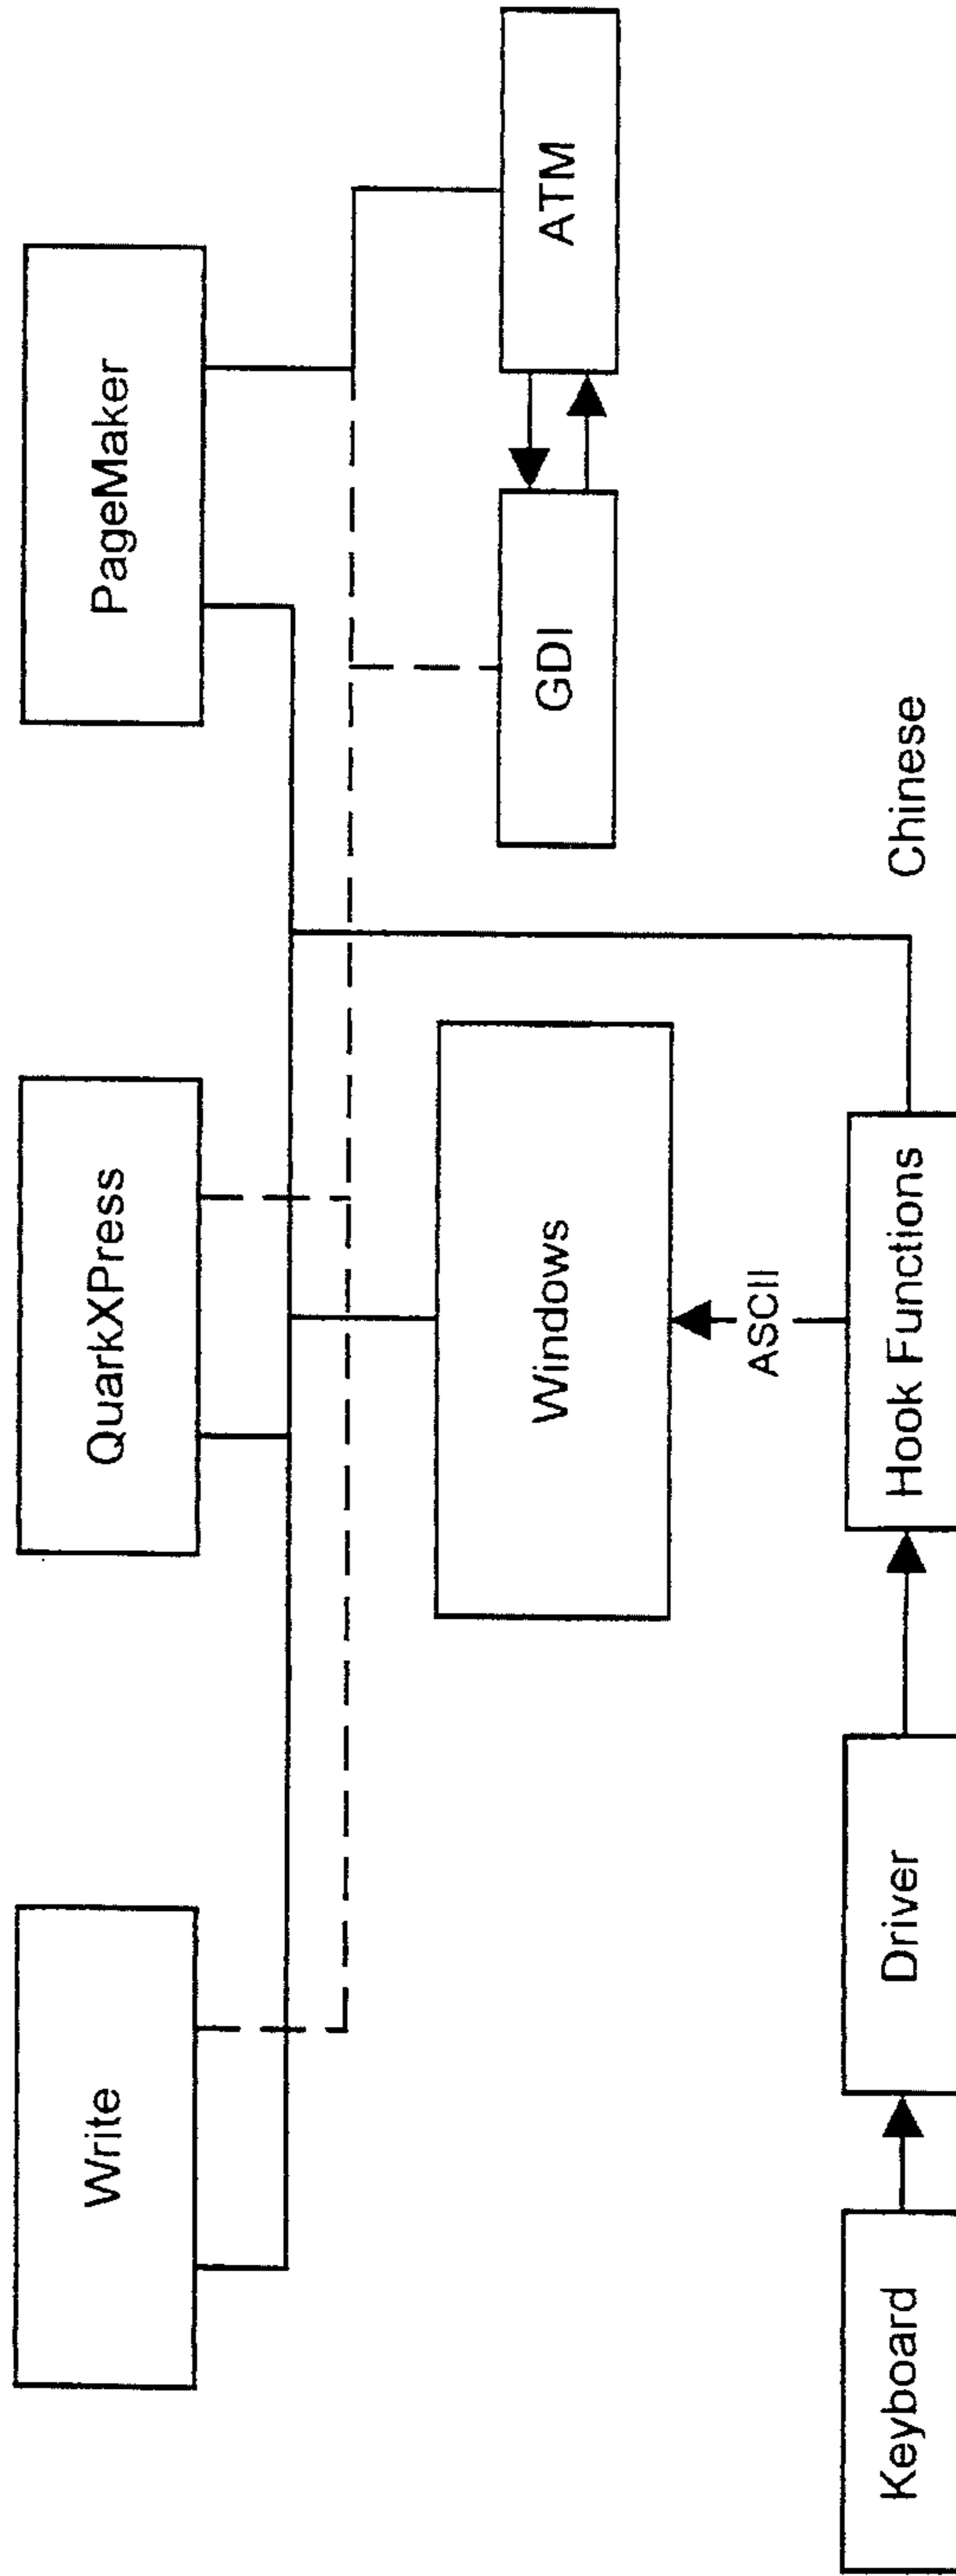 Write
QuarkXPress
PageMaker
Windows
GDI
ATM
ASCII
Keyboard
Driver
Hook Functions
Chinese